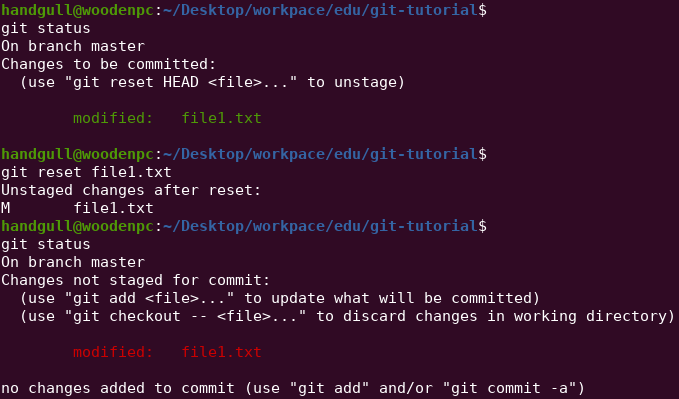 handgull@woodenpc:~/Desktop/workpace/edu/git-tutorial$
git status
On branch master
Changes to be committed:
  (use "git reset HEAD <file>..." to unstage)
        modified:   file1.txt
handgull@woodenpc:~/Desktop/workpace/edu/git-tutorial$
git reset file1.txt
Unstaged changes after reset:
M       file1.txt
handgull@woodenpc:~/Desktop/workpace/edu/git-tutorial$
git status
On branch master
Changes not staged for commit:
  (use "git add <file>..." to update what will be committed)
  (use "git checkout -- <file>..." to discard changes in working directory)
        modified:   file1.txt
no changes added to commit (use "git add" and/or "git commit -a")